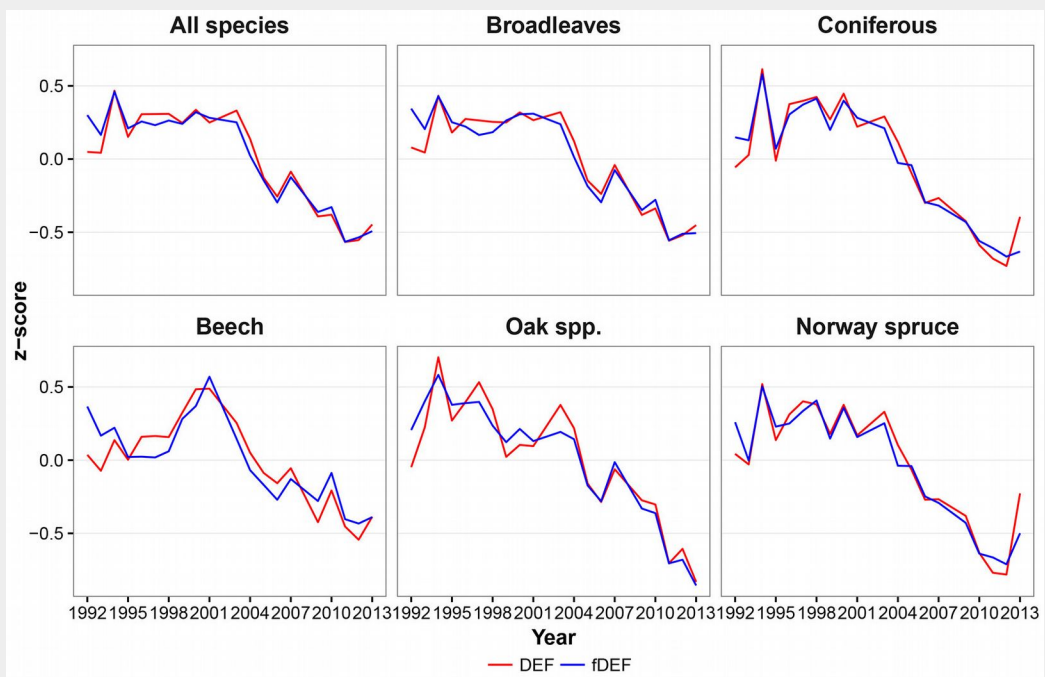 All species Broadleaves Coniferous
0.5
0.0
−0.5
z−score
Beech Oak spp. Norway spruce
0.5
0.0
−0.5
1992 1995 1998 2001 2004 2007 2010 2013 1992 1995 1998 2001 2004 2007 2010 2013 1992 1995 1998 2001 2004 2007 2010 2013
Year
DEF fDEF